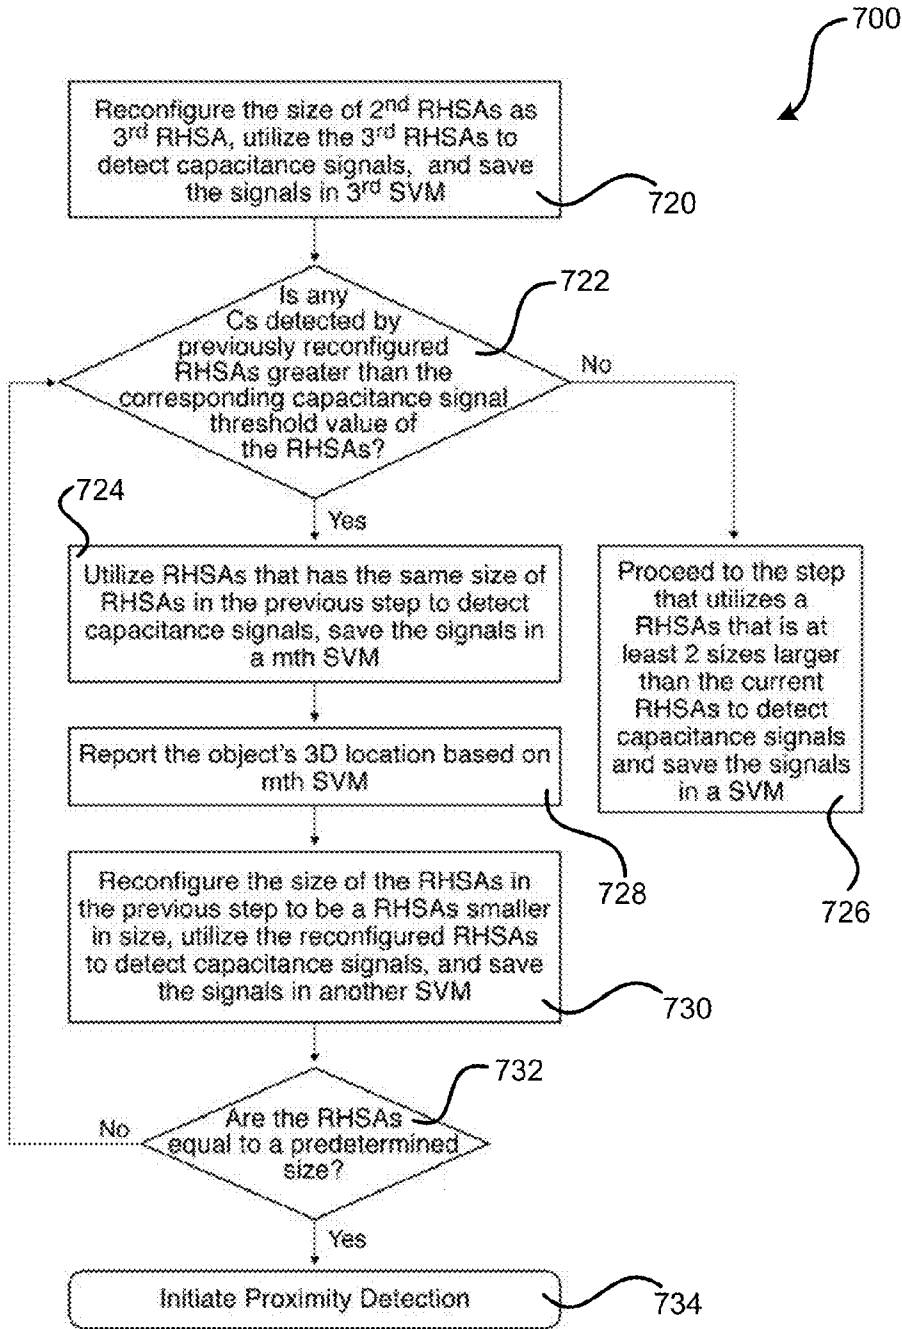 700
Reconfigure the size of 2nd RHSAs as
3rd RHSA, utilize the 3rd RHSAs to
detect capacitance signals, and save
the signals in 3rd SVM
720
722
Is any
Cs detected by
previously reconfigured
RHSAs greater than the
corresponding capacitance signal
threshold value of
the RHSAs?
No
Yes
724
Utilize RHSAs that has the same size of
RHSAs in the previous step to detect
capacitance signals, save the signals in
a mth SVM
Proceed to the step
that utilizes a
RHSAs that is at
least 2 sizes larger
than the current
RHSAs to detect
capacitance signals
and save the signals
in a SVM
726
Report the object's 3D location based on
mth SVM
728
Reconfigure the size of the RHSAs in
the previous step to be a RHSAs smaller
in size, utilize the reconfigured RHSAs
to detect capacitance signals, and save
the signals in another SVM
730
732
Are the RHSAs
equal to a predetermined
size?
No
Yes
Initiate Proximity Detection
734